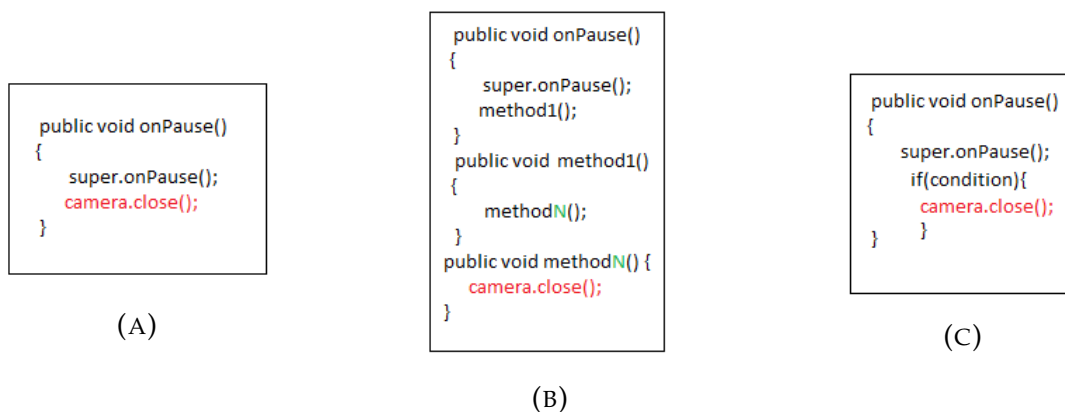 public void onPause()
{
super.onPause();
camera.close();
}
(A)
public void onPause()
{
super.onPause();
method1();
}
public void method1()
{
methodN();
}
public void methodN() {
camera.close();
}
(B)
public void onPause()
{
super.onPause();
if(condition){
camera.close();
}
}
(C)